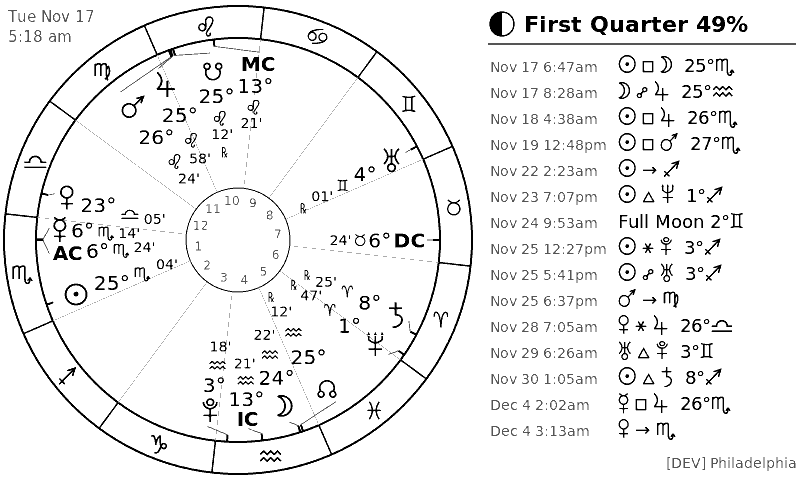 Tue Nov 17
5:18 am
First Quarter 49%
Nov 17 6:47am ☉ □ ☽ 25°♏
Nov 17 8:28am ☽ ☍ ♃ 25°♒
Nov 18 4:38am ☉ □ ♃ 26°♏
Nov 19 12:48pm ☉ □ ♂ 27°♏
Nov 22 2:23am ☉ → ♐
Nov 23 7:07pm ☉ △ ♆ 1°♐
Nov 24 9:53am Full Moon 2°♊
Nov 25 12:27pm ☉ ⚹ ♇ 3°♐
Nov 25 5:41pm ☉ ☍ ♅ 3°♐
Nov 25 6:37pm ♂ → ♍
Nov 28 7:05am ♀ ⚹ ♃ 26°♎
Nov 29 6:26am ♅ △ ♇ 3°♊
Nov 30 1:05am ☉ △ ♄ 8°♐
Dec 4 2:02am ☿ □ ♃ 26°♏
Dec 4 3:13am ♀ → ♏
[DEV] Philadelphia
♌
♋
♊
♉
♈
♓
♒
♑
♐
♏
♎
♍
MC 13° ♌ 21'
☋ 25° ♌ 12' ℞
♃ 25° ♌ 58'
♂ 26° ♌ 24'
♀ 23° ♎ 05'
☿ 6° ♏ 14'
AC 6° ♏ 24'
☉ 25° ♏ 04'
♇ 3° ♒ 18'
IC 13° ♒ 21'
☽ 24° ♒ 22'
☊ 25° ♒ 12' ℞
♆ 1° ♈ 47' ℞
♄ 8° ♈ 25' ℞
DC 6° ♉ 24'
♅ 4° ♊ 01' ℞
1
2
3
4
5
6
7
8
9
10
11
12